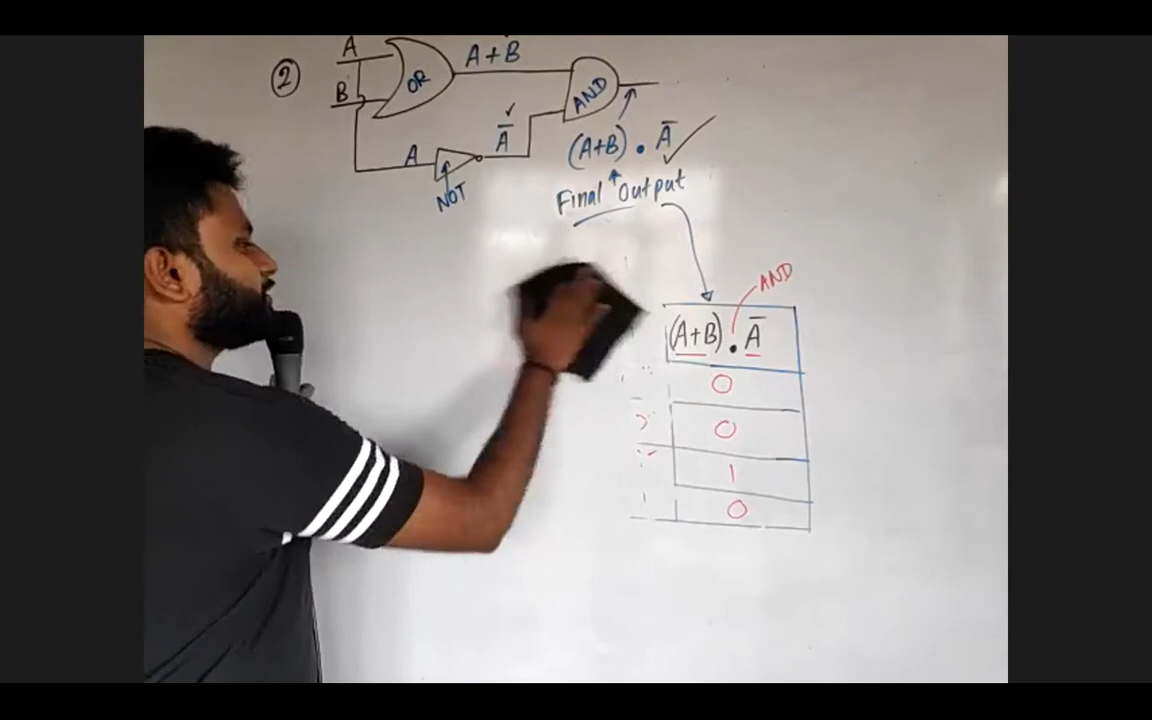 ②
A
B
OR
A+B
AND
A
NOT
A̅
(A+B) • A̅
Final Output
AND
(A+B) • A̅
0
0
1
0